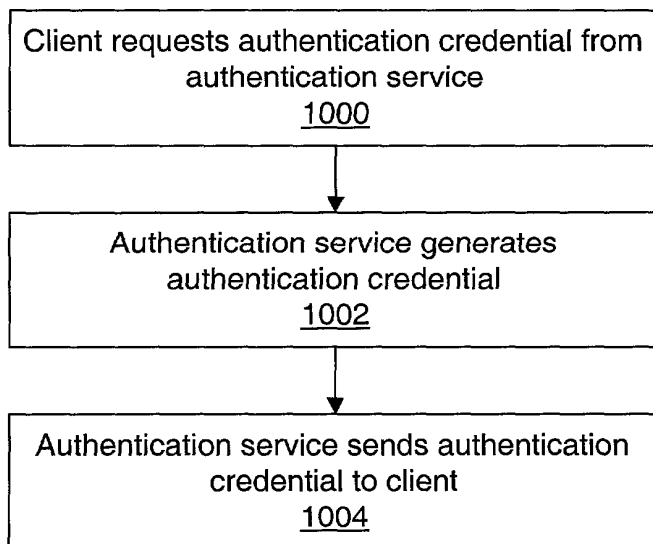 Client requests authentication credential from
authentication service
1000
Authentication service generates
authentication credential
1002
Authentication service sends authentication
credential to client
1004